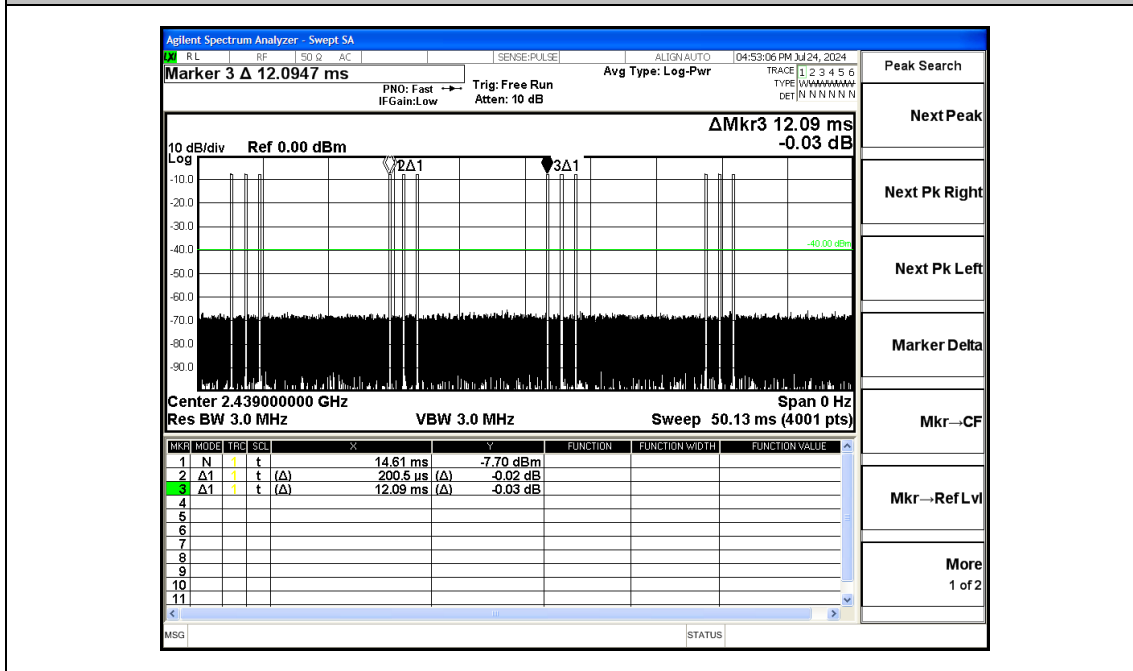 Agilent Spectrum Analyzer - Swept SA
LXI RL RF 50 Ω AC SENSE:PULSE ALIGN AUTO 04:53:06 PM Jul 24, 2024
Marker 3 Δ 12.0947 ms
PNO: Fast
IFGain:Low
Trig: Free Run
Atten: 10 dB
Avg Type: Log-Pwr
TRACE 1 2 3 4 5 6
TYPE WWWWWW
DET N N N N N N
ΔMkr3 12.09 ms
-0.03 dB
10 dB/div Ref 0.00 dBm
Log
2Δ1 3Δ1
-10.0
-20.0
-30.0
-40.0
-40.00 dBm
-50.0
-60.0
-70.0
-80.0
-90.0
Center 2.439000000 GHz Span 0 Hz
Res BW 3.0 MHz VBW 3.0 MHz Sweep 50.13 ms (4001 pts)
MKR MODE TRC SCL X Y FUNCTION FUNCTION WIDTH FUNCTION VALUE
1 N 1 t 14.61 ms -7.70 dBm
2 Δ1 1 t (Δ) 200.5 µs (Δ) -0.02 dB
3 Δ1 1 t (Δ) 12.09 ms (Δ) -0.03 dB
4
5
6
7
8
9
10
11
MSG STATUS
Peak Search
Next Peak
Next Pk Right
Next Pk Left
Marker Delta
Mkr→CF
Mkr→Ref Lvl
More
1 of 2